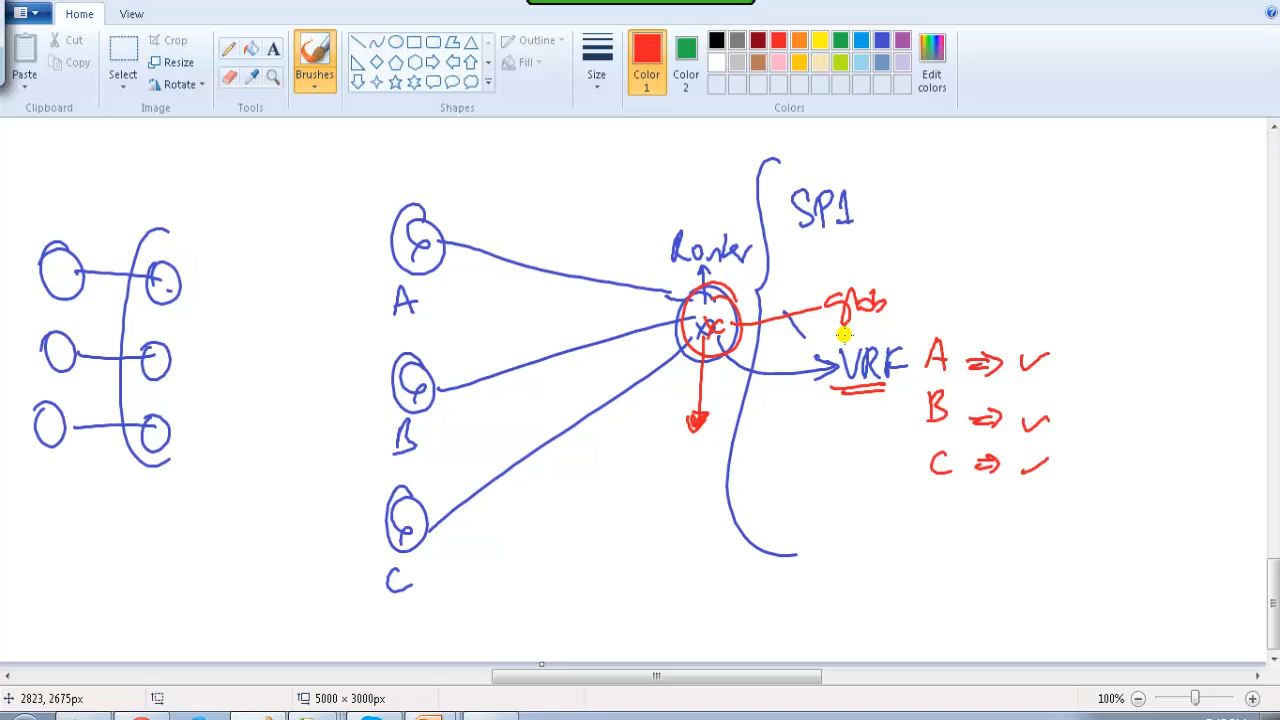 Home
View
Paste
Cut
Copy
Clipboard
Select
Crop
Resize
Rotate
Image
A
Tools
Brushes
Outline
Fill
Shapes
Size
Color
1
Color
2
Edit
colors
Colors
SP1
Router
A
glob
VRF
A ⇒ ✓
B ⇒ ✓
C ⇒ ✓
B
C
2823, 2675px
5000 × 3000px
100%